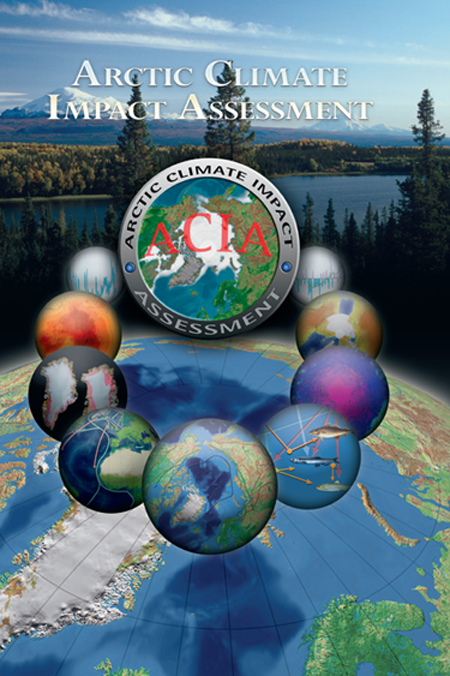 ARCTIC CLIMATE
IMPACT ASSESSMENT
ARCTIC CLIMATE IMPACT
ACIA
ASSESSMENT